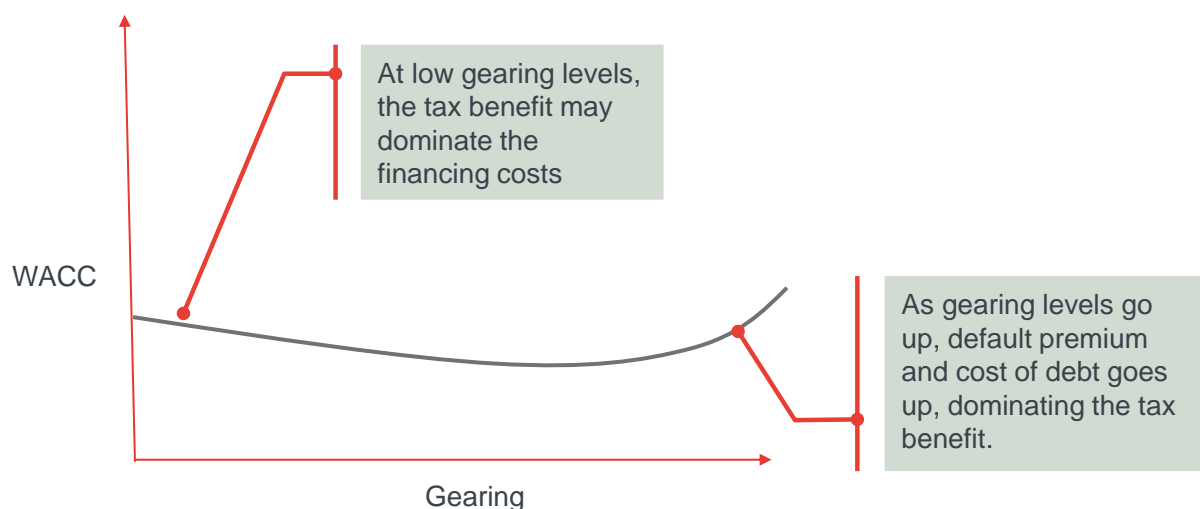 At low gearing levels,
the tax benefit may
dominate the
financing costs
WACC
As gearing levels go
up, default premium
and cost of debt goes
up, dominating the tax
benefit.
Gearing